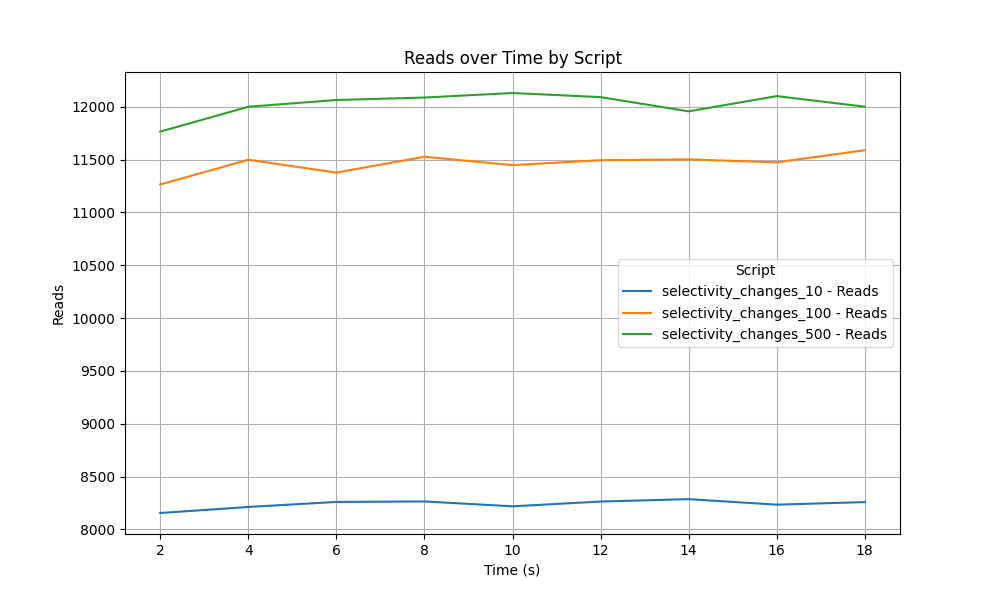 Reads over Time by Script
Reads
12000
11500
11000
10500
10000
9500
9000
8500
8000
Script
selectivity_changes_10 - Reads
selectivity_changes_100 - Reads
selectivity_changes_500 - Reads
2 4 6 8 10 12 14 16 18
Time (s)